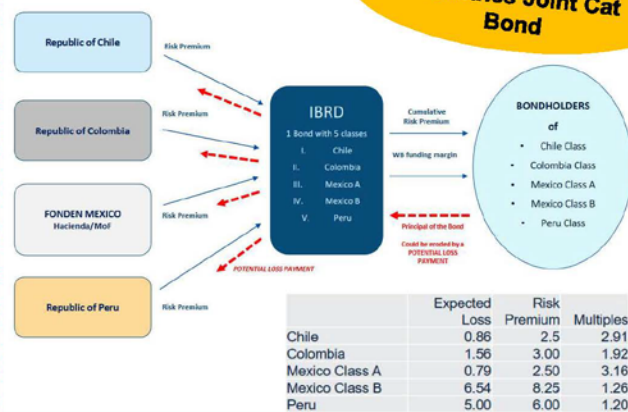 Joint Cat
Bond
Republic of Chile
Risk Premium
Republic of Colombia
Risk Premium
FONDEN MEXICO
Hacienda/MoF
Risk Premium
Republic of Peru
Risk Premium
POTENTIAL LOSS PAYMENT
IBRD
1 Bond with 5 classes
I. Chile
II. Colombia
III. Mexico A
IV. Mexico B
V. Peru
Cumulative
Risk Premium
WB funding margin
Principal of the Bond
Could be eroded by a
POTENTIAL LOSS
PAYMENT
BONDHOLDERS
of
• Chile Class
• Colombia Class
• Mexico Class A
• Mexico Class B
• Peru Class
Expected Risk
Loss Premium Multiples
Chile 0.86 2.5 2.91
Colombia 1.56 3.00 1.92
Mexico Class A 0.79 2.50 3.16
Mexico Class B 6.54 8.25 1.26
Peru 5.00 6.00 1.20